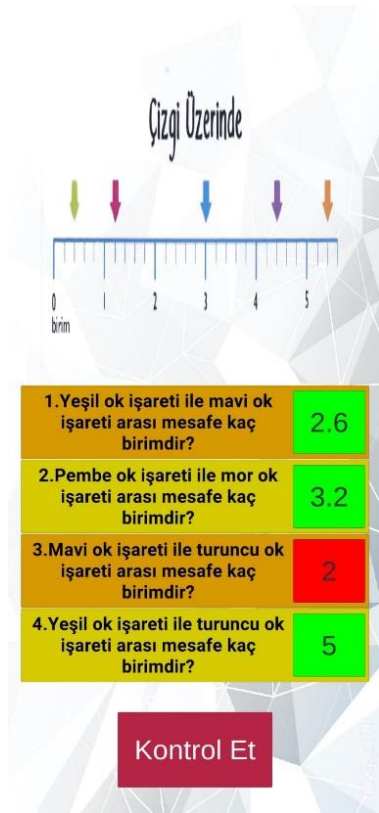 Çizgi Üzerinde
0 1 2 3 4 5
birim
1.Yeşil ok işareti ile mavi ok
işareti arası mesafe kaç
birimdir?
2.6
2.Pembe ok işareti ile mor ok
işareti arası mesafe kaç
birimdir?
3.2
3.Mavi ok işareti ile turuncu ok
işareti arası mesafe kaç
birimdir?
2
4.Yeşil ok işareti ile turuncu ok
işareti arası mesafe kaç
birimdir?
5
Kontrol Et